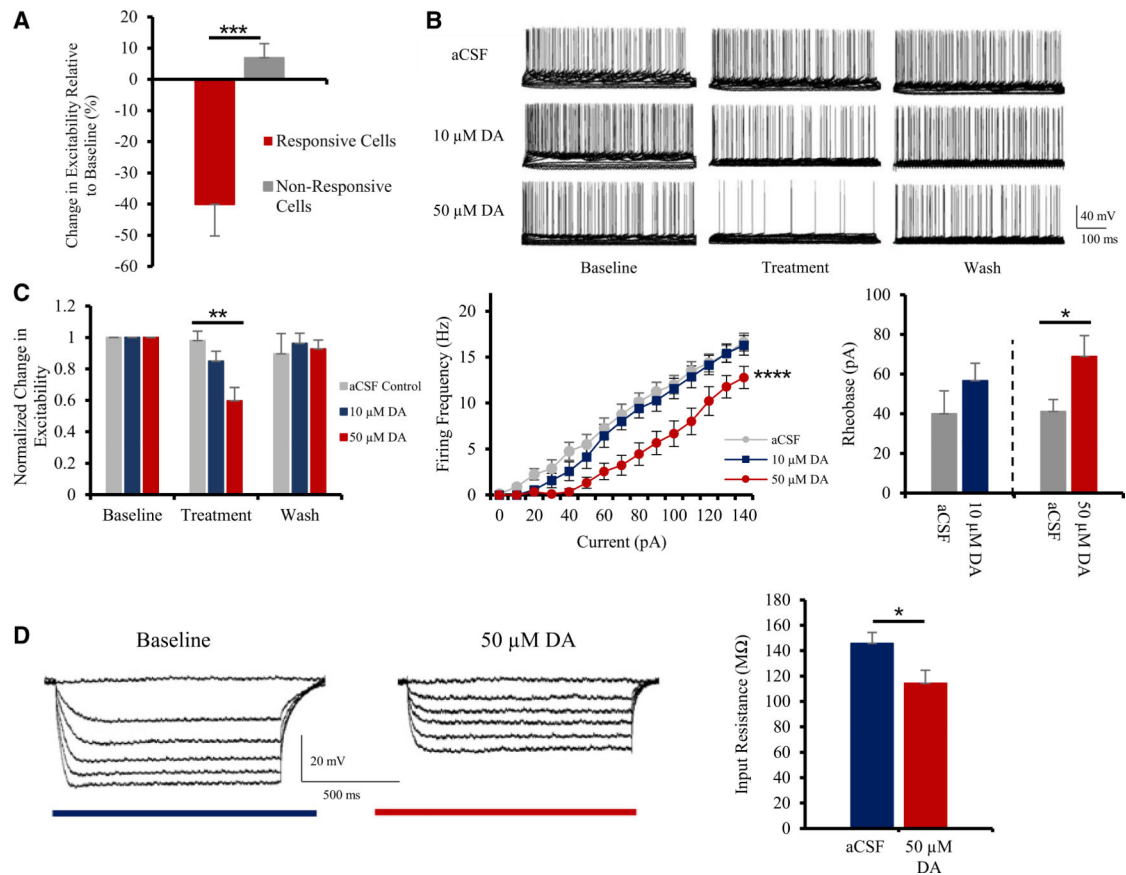 A
Change in Excitability Relative
to Baseline (%)
20
10
0
-10
-20
-30
-40
-50
-60
***
Responsive Cells
Non-Responsive
Cells
B
aCSF
10 µM DA
50 µM DA
Baseline
Treatment
Wash
40 mV
100 ms
C
Normalized Change in
Excitability
1.2
1
0.8
0.6
0.4
0.2
0
**
Baseline
Treatment
Wash
aCSF Control
10 µM DA
50 µM DA
Firing Frequency (Hz)
20
15
10
5
0
0 20 40 60 80 100 120 140
Current (pA)
****
aCSF
10 µM DA
50 µM DA
Rheobase (pA)
100
80
60
40
20
0
*
aCSF
10 µM DA
aCSF
50 µM DA
D
Baseline
50 µM DA
20 mV
500 ms
Input Resistance (MΩ)
180
160
140
120
100
80
60
40
20
0
*
aCSF
50 µM
DA